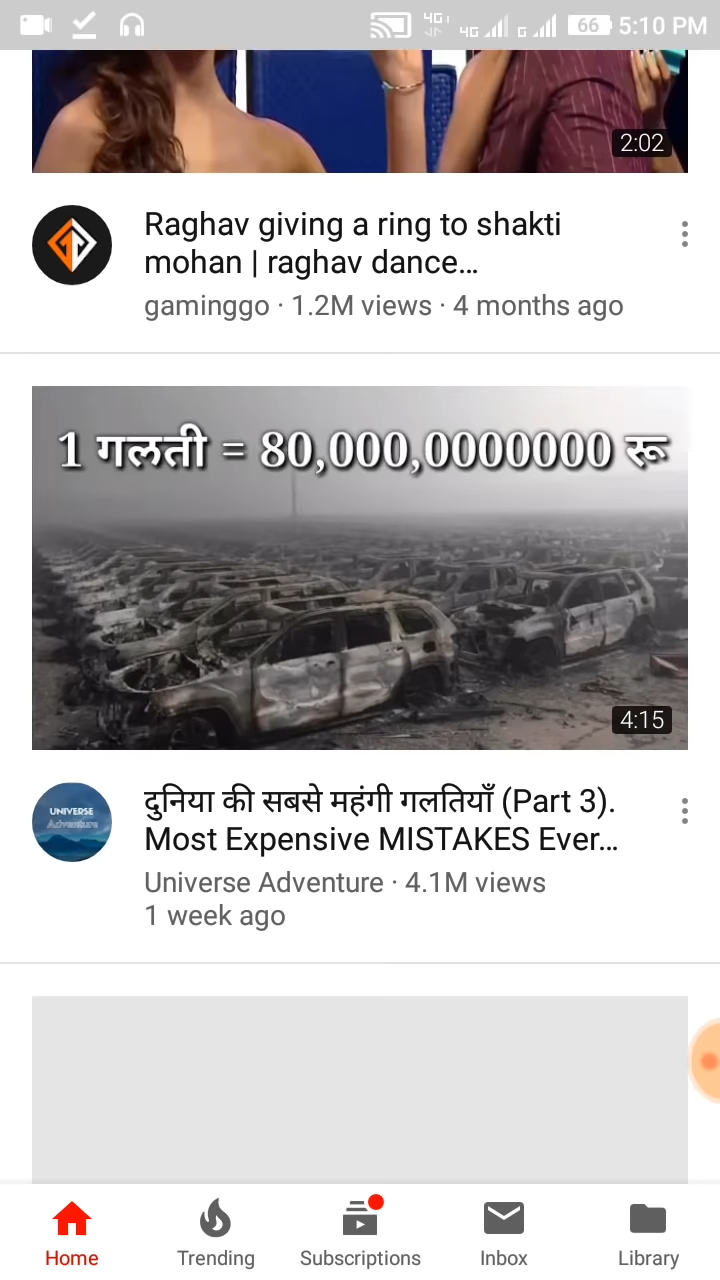 4G
4G
G
66
5:10 PM
2:02
Raghav giving a ring to shakti
mohan | raghav dance...
gaminggo · 1.2M views · 4 months ago
1 गलती = 80,000,0000000 रू
4:15
UNIVERSE
Adventure
दुनिया की सबसे महंगी गलतियाँ (Part 3).
Most Expensive MISTAKES Ever...
Universe Adventure · 4.1M views
1 week ago
Home
Trending
Subscriptions
Inbox
Library